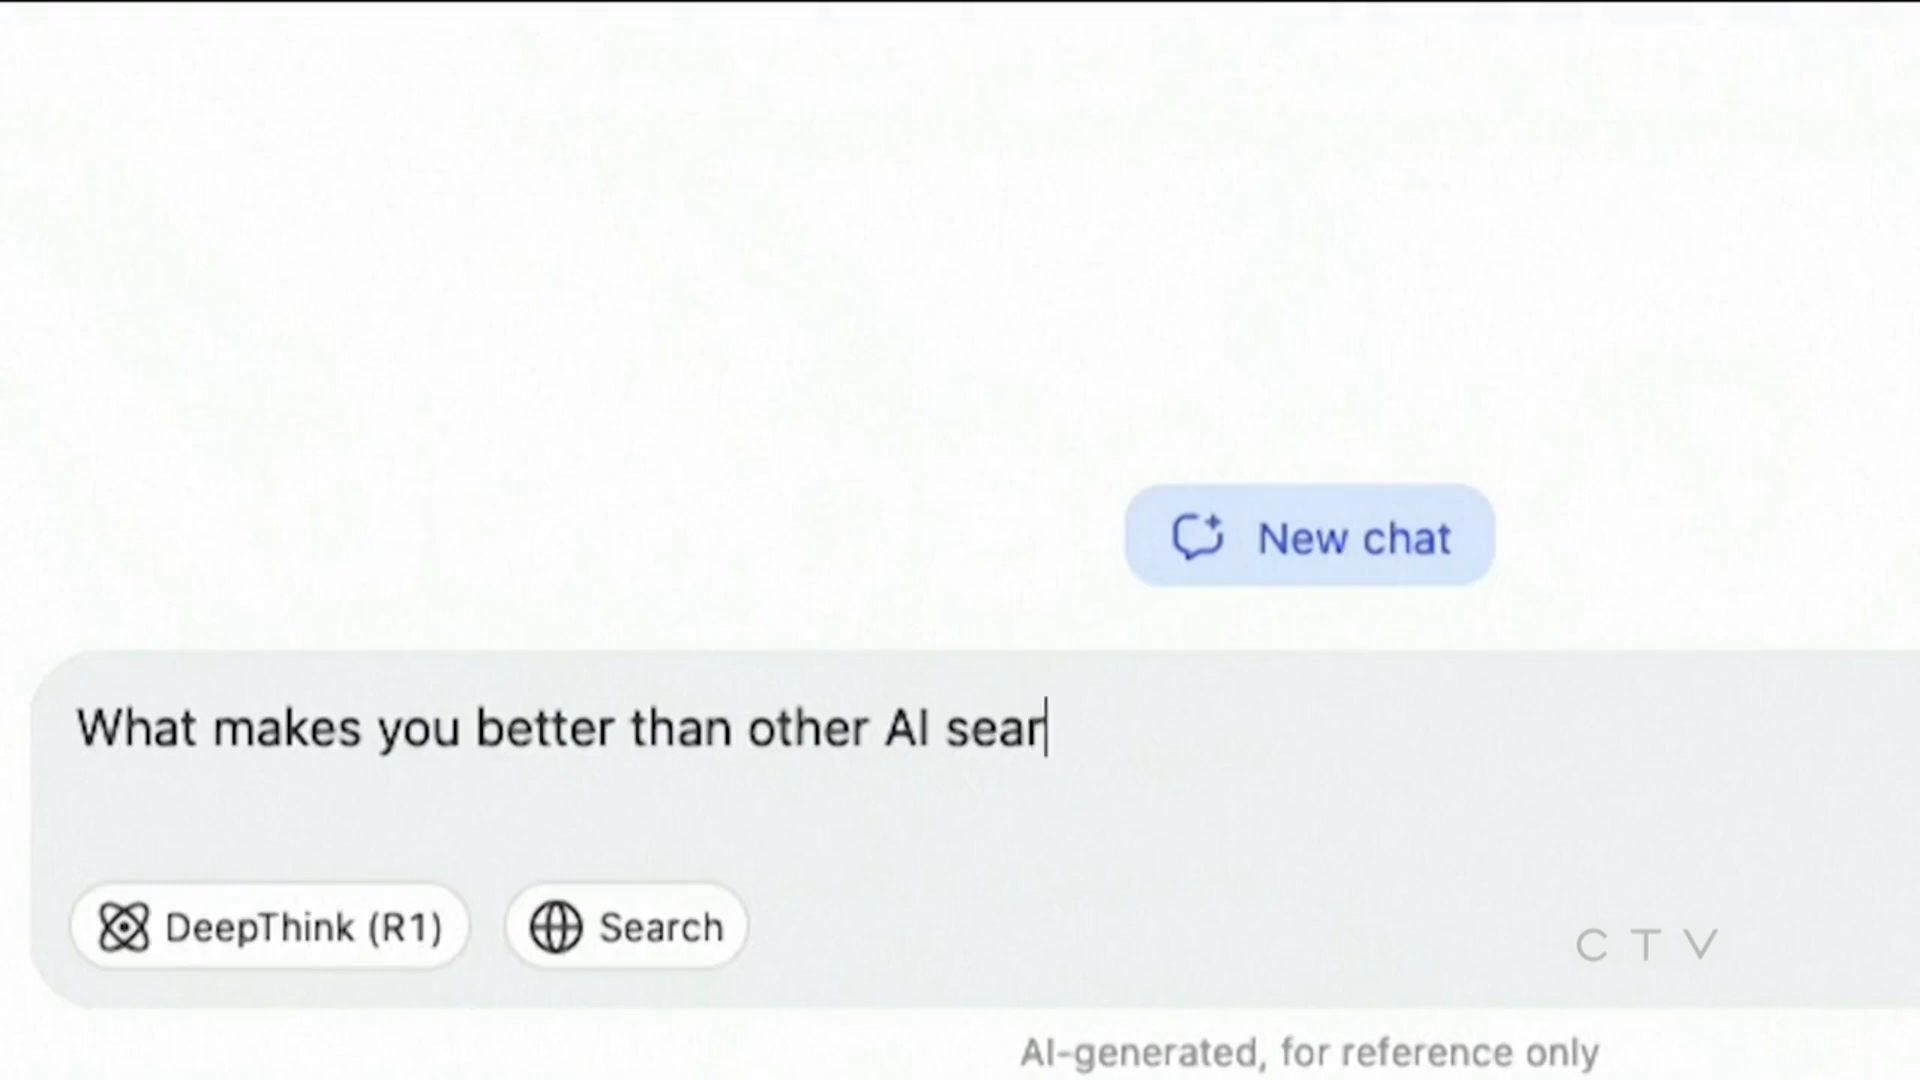 New chat
What makes you better than other AI sear
DeepThink (R1)
Search
CTV
AI-generated, for reference only